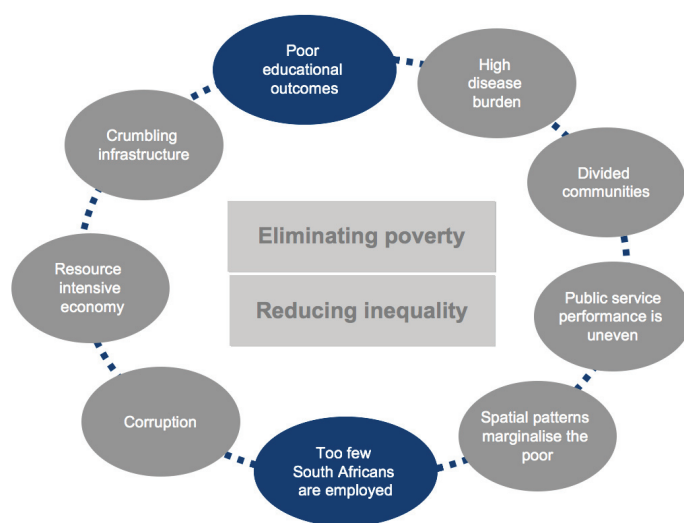 Poor
educational
outcomes
High
disease
burden
Divided
communities
Public service
performance is
uneven
Spatial patterns
marginalise the
poor
Too few
South Africans
are employed
Corruption
Resource
intensive
economy
Crumbling
infrastructure
Eliminating poverty
Reducing inequality